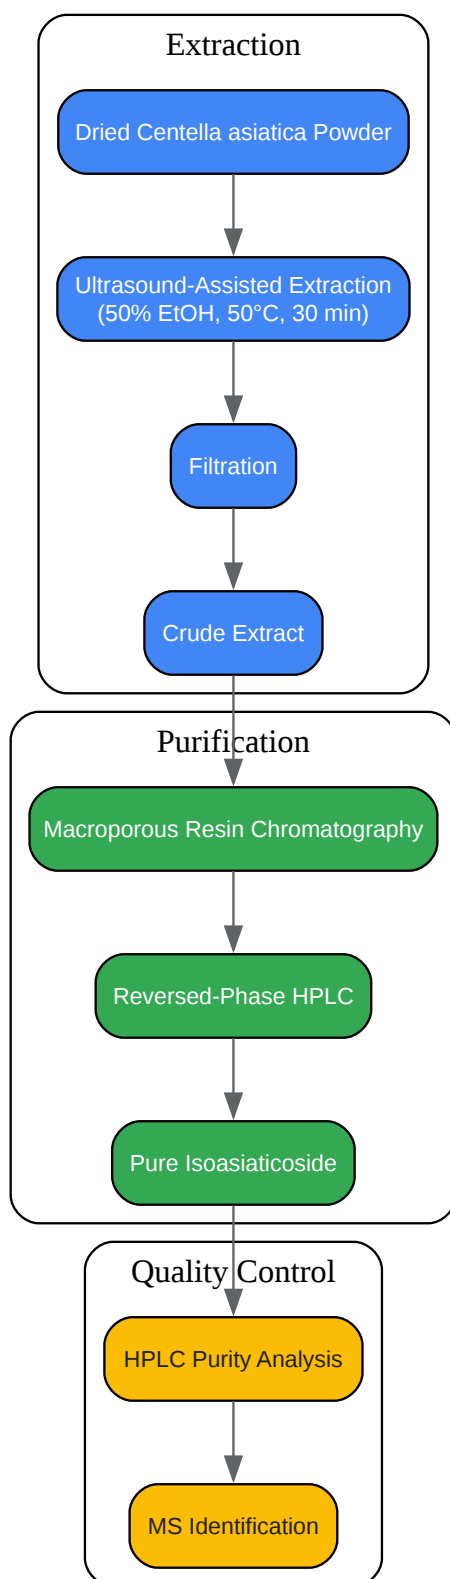 Extraction
Dried Centella asiatica Powder
Ultrasound-Assisted Extraction
(50% EtOH, 50°C, 30 min)
Filtration
Crude Extract
Purification
Macroporous Resin Chromatography
Reversed-Phase HPLC
Pure Isoasiaticoside
Quality Control
HPLC Purity Analysis
MS Identification